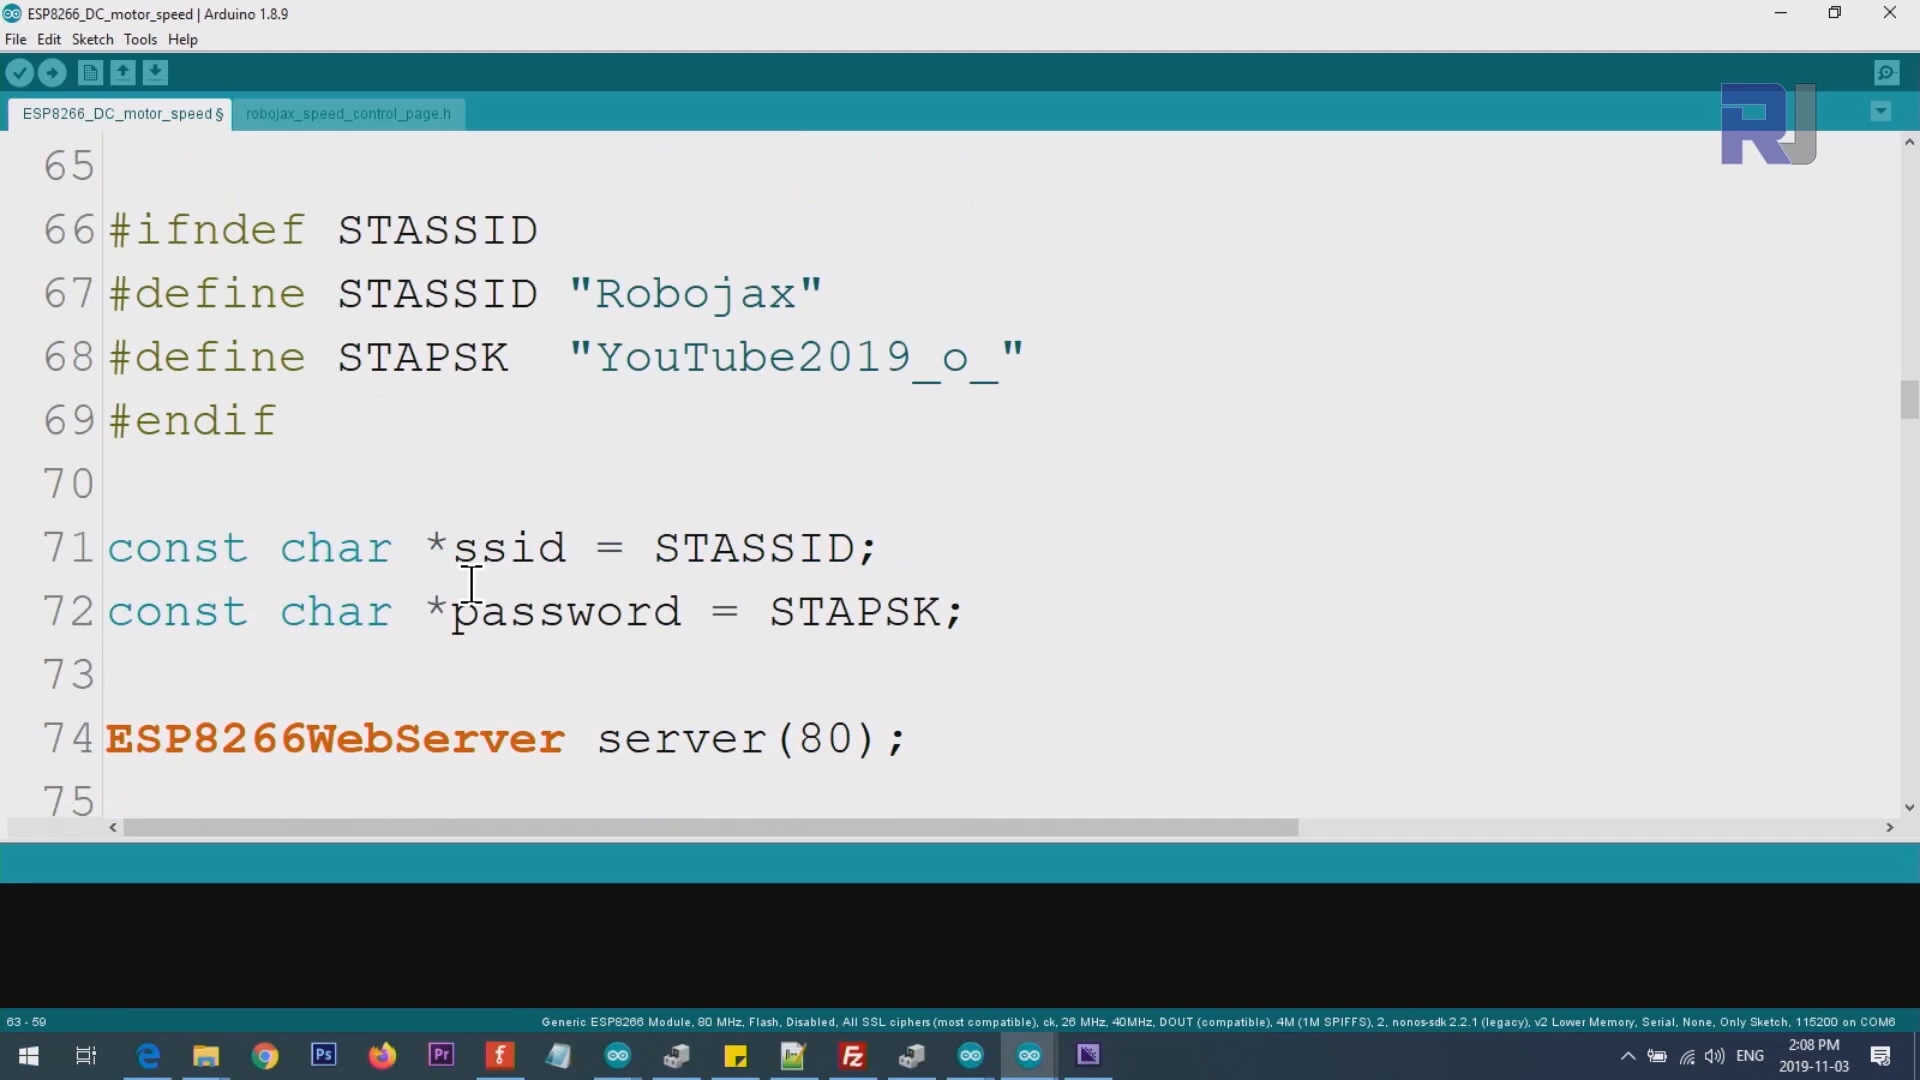 ESP8266_DC_motor_speed | Arduino 1.8.9
File Edit Sketch Tools Help
ESP8266_DC_motor_speed § robojax_speed_control_page.h
RJ
65
66 #ifndef STASSID
67 #define STASSID "Robojax"
68 #define STAPSK "YouTube2019_o_"
69 #endif
70
71 const char *ssid = STASSID;
72 const char *password = STAPSK;
73
74 ESP8266WebServer server(80);
75
63 - 59 Generic ESP8266 Module, 80 MHz, Flash, Disabled, All SSL ciphers (most compatible), ck, 26 MHz, 40MHz, DOUT (compatible), 4M (1M SPIFFS), 2, nonos-sdk 2.2.1 (legacy), v2 Lower Memory, Serial, None, Only Sketch, 115200 on COM6
Ps Pr f Fz ENG 2:08 PM
2019-11-03